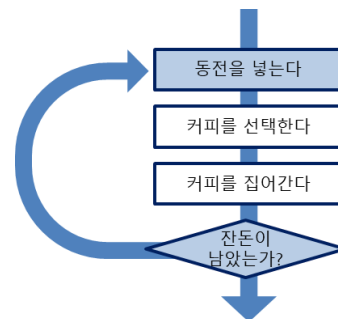 동전을 넣는다
커피를 선택한다
커피를 집어간다
잔돈이
남았는가?